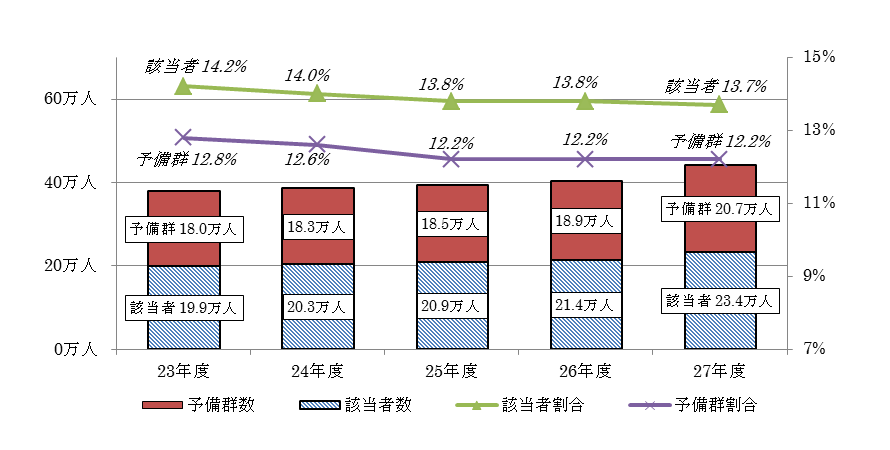 15%
該当者 14.2%
14.0%
13.8%
13.8%
該当者 13.7%
60万人
13%
予備群 12.8%
12.6%
12.2%
12.2%
予備群 12.2%
40万人
11%
予備群 18.0万人
18.3万人
18.5万人
18.9万人
予備群 20.7万人
20万人
9%
該当者 19.9万人
20.3万人
20.9万人
21.4万人
該当者 23.4万人
0万人
7%
23年度 24年度 25年度 26年度 27年度
予備群数 該当者数 該当者割合 予備群割合